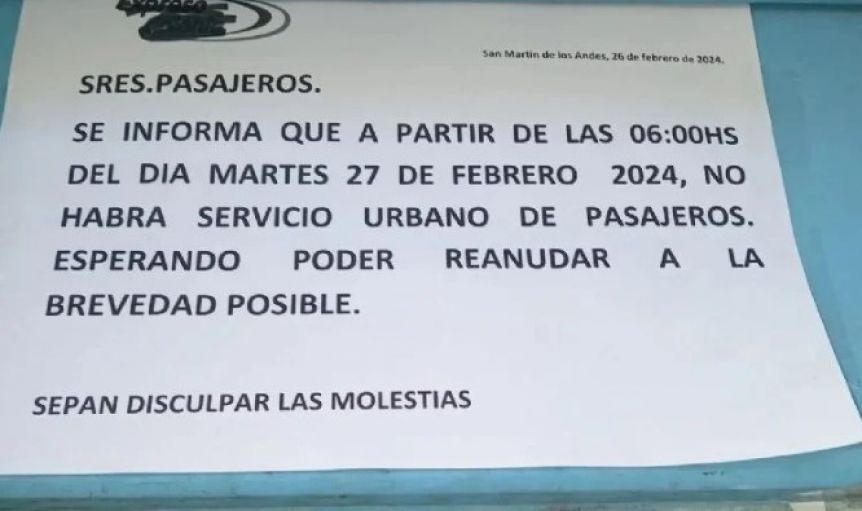 San Martin de los Andes, 26 de febrero de 2024.
SRES.PASAJEROS.
SE INFORMA QUE A PARTIR DE LAS 06:00HS
DEL DIA MARTES 27 DE FEBRERO 2024, NO
HABRA SERVICIO URBANO DE PASAJEROS.
ESPERANDO PODER REANUDAR A LA
BREVEDAD POSIBLE.
SEPAN DISCULPAR LAS MOLESTIAS